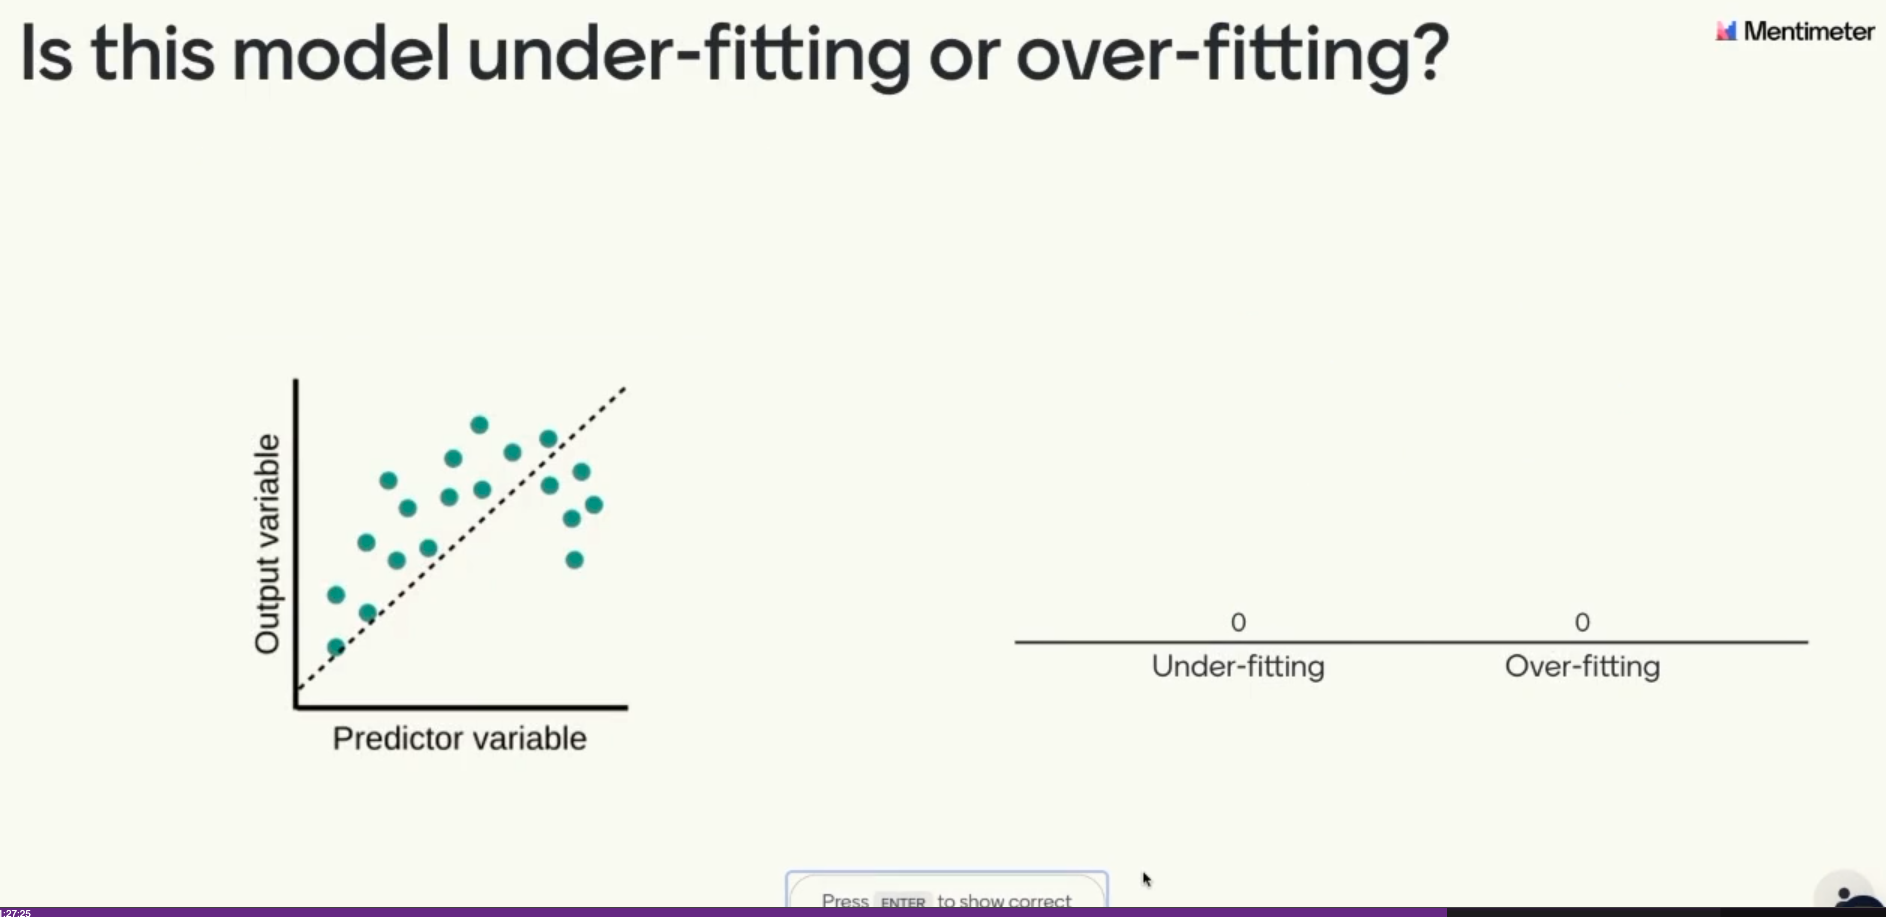 Is this model under-fitting or over-fitting?
Mentimeter
Output variable
Predictor variable
0
0
Under-fitting
Over-fitting
Press ENTER to show correct
1:27:25